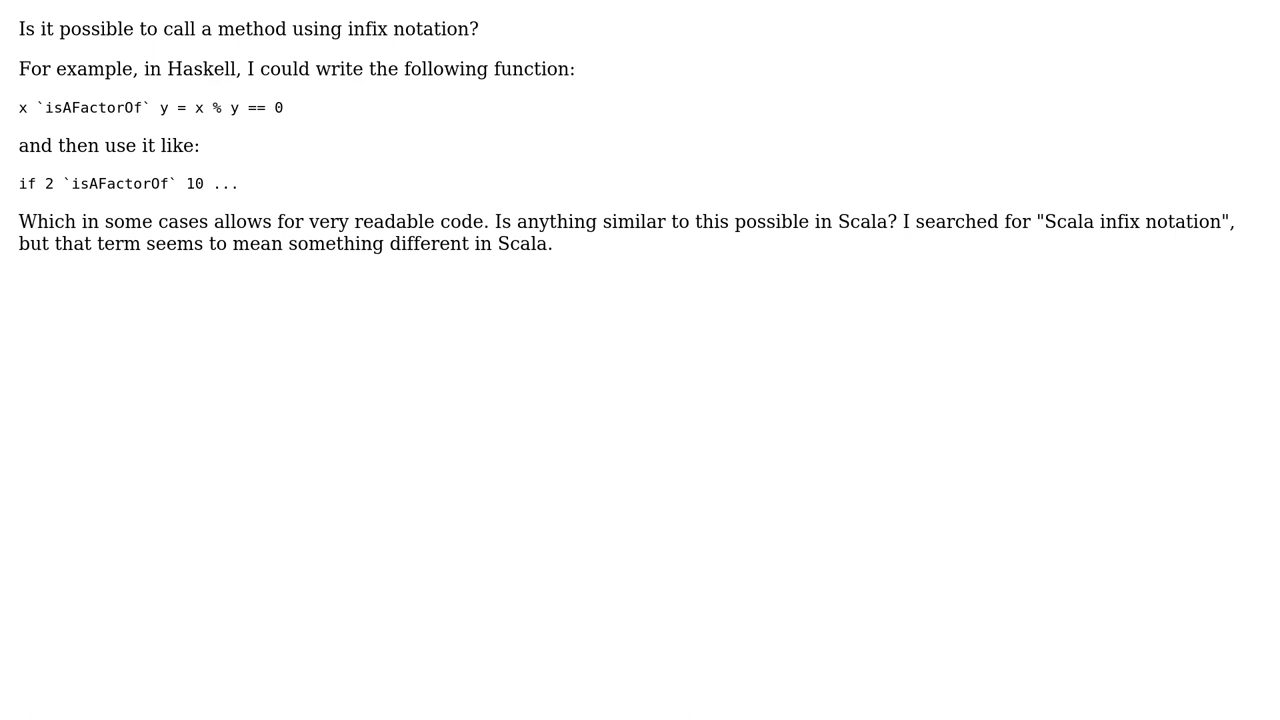 Is it possible to call a method using infix notation?
For example, in Haskell, I could write the following function:
x `isAFactorOf` y = x % y == 0
and then use it like:
if 2 `isAFactorOf` 10 ...
Which in some cases allows for very readable code. Is anything similar to this possible in Scala? I searched for "Scala infix notation",
but that term seems to mean something different in Scala.